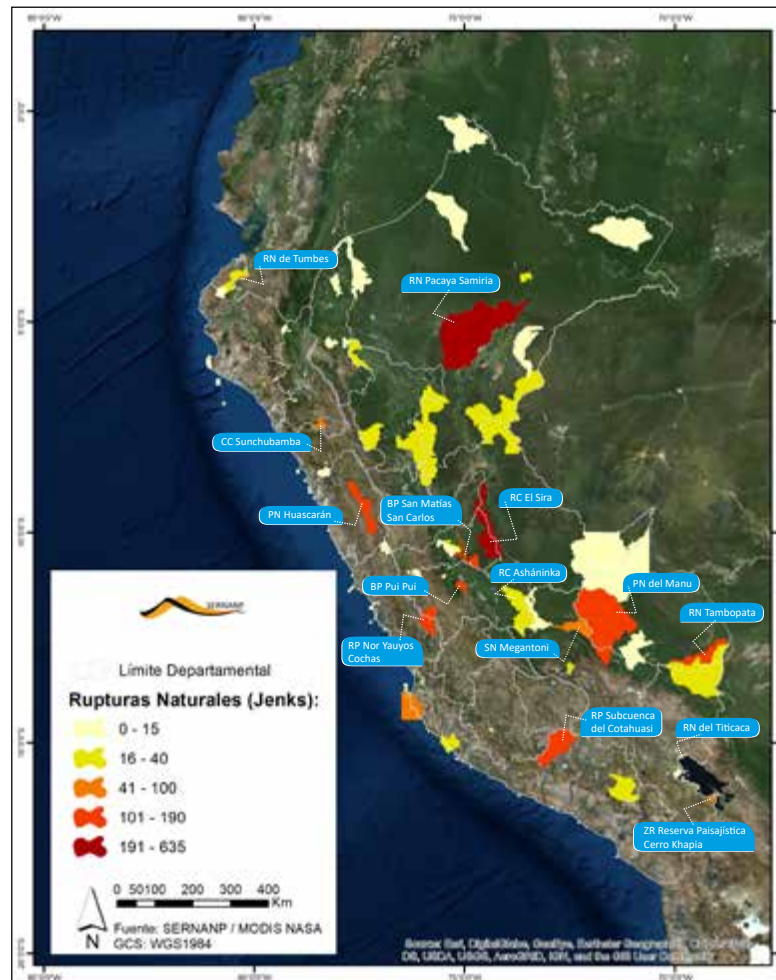 RN de Tumbes
RN Pacaya Samiria
CC Sunchubamba
PN Huascarán
BP San Matías
San Carlos
RC El Sira
BP Pui Pui
RC Asháninka
PN del Manu
RN Tambopata
RP Nor Yauyos
Cochas
SN Megantoni
RP Subcuenca
del Cotahuasi
RN del Titicaca
ZR Reserva Paisajística
Cerro Khapia
SERNANP
Límite Departamental
Rupturas Naturales (Jenks):
0 - 15
16 - 40
41 - 100
101 - 190
191 - 635
0 50100 200 300 400
Km
N
Fuente: SERNANP / MODIS NASA
GCS: WGS1984